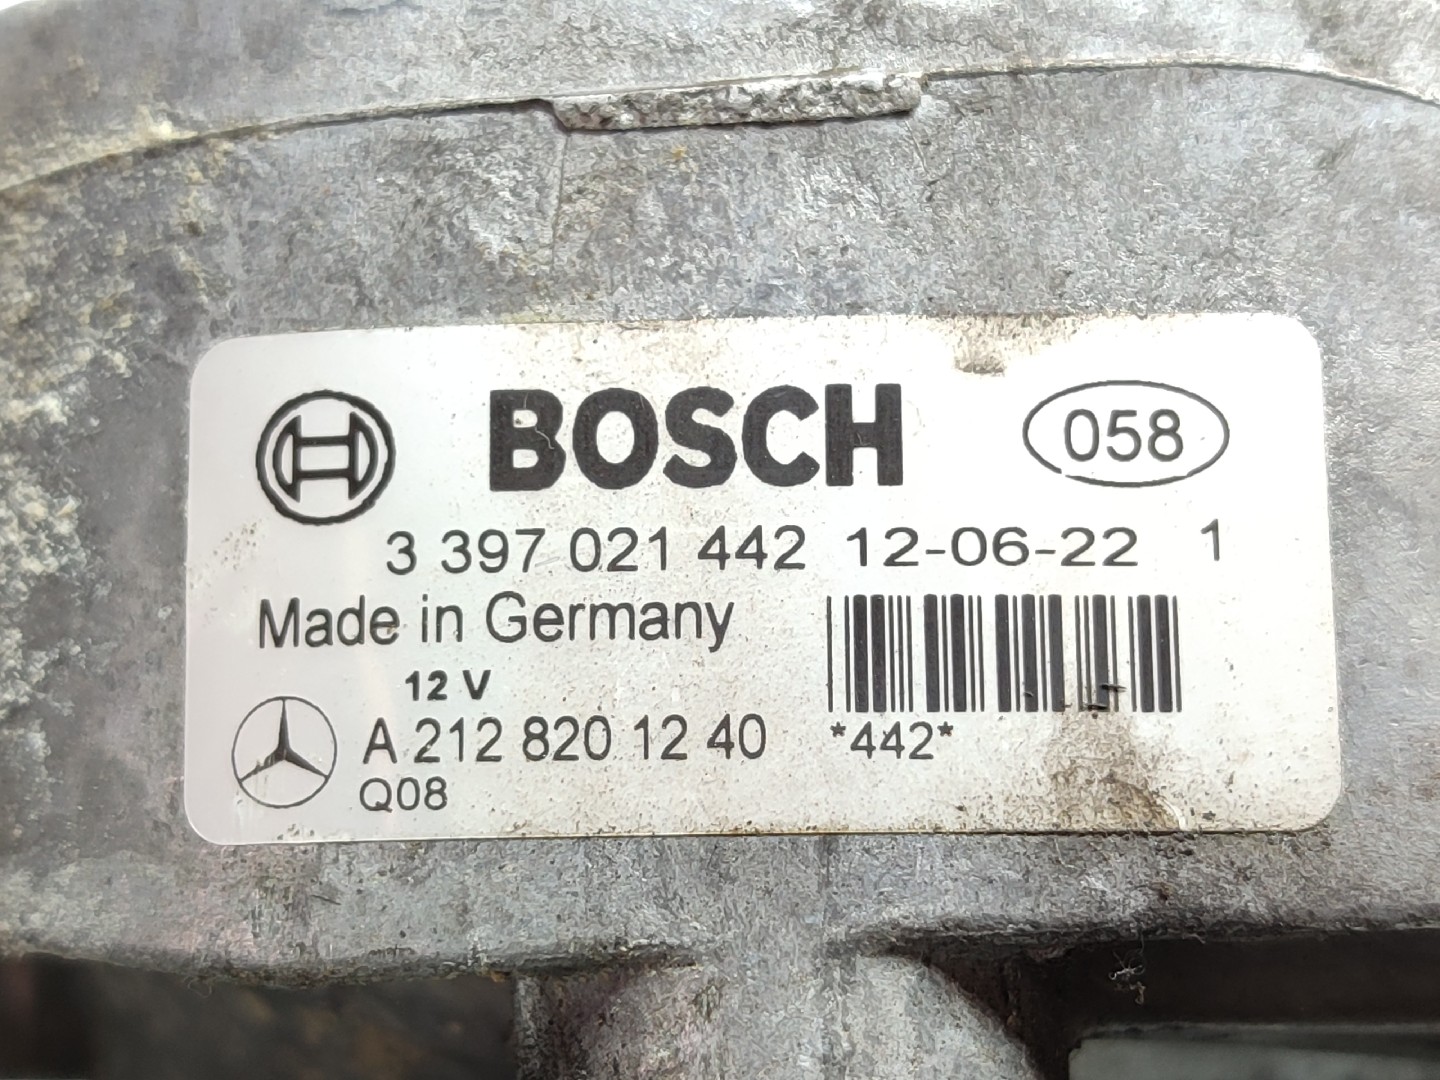 BOSCH 058
3 397 021 442 12-06-22 1
Made in Germany
12 V
A 212 820 12 40 *442*
Q08